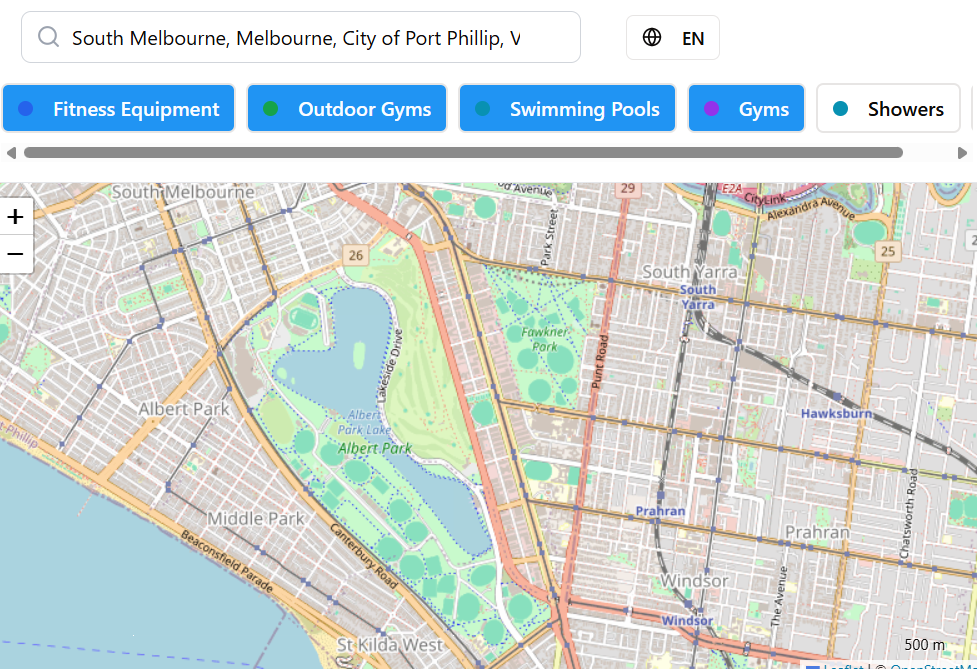 South Melbourne, Melbourne, City of Port Phillip, V
EN
Fitness Equipment
Outdoor Gyms
Swimming Pools
Gyms
Showers
South Melbourne
Avenue
29
E2A
CityLink
Alexandra Avenue
+
−
26
Park Street
25
South Yarra
South
Yarra
Fawkner
Park
Lakeside Drive
Punt Road
Albert Park
Albert
Park Lake
Albert Park
Hawksburn
Phillip
Middle Park
Canterbury Road
Beaconsfield Parade
Prahran
Prahran
Chatsworth Road
Windsor
The Avenue
Windsor
St Kilda West
500 m
Leaflet | © OpenStreetM